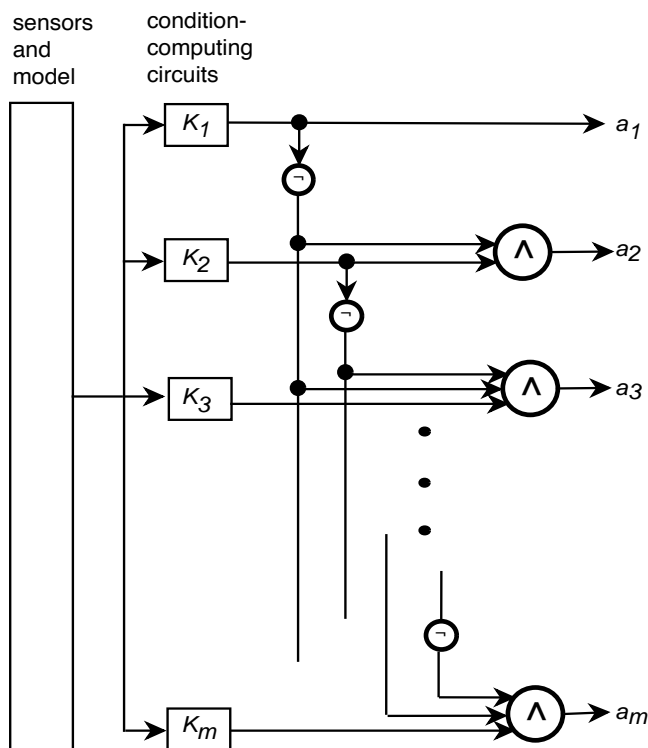 sensors
and
model
condition-
computing
circuits
K1
a1
¬
K2
∧
a2
¬
K3
∧
a3
¬
Km
∧
am